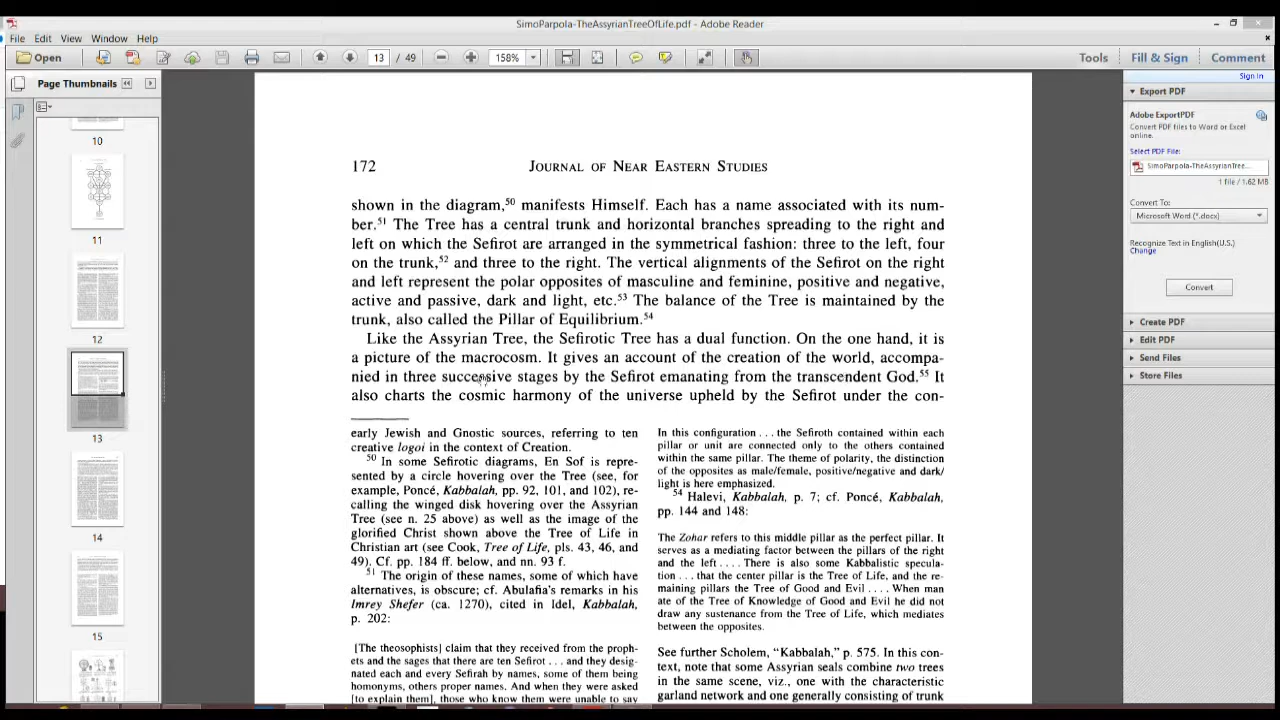 SimoParpola-TheAssyrianTreeOfLife.pdf - Adobe Reader
File Edit View Window Help
Open 13 / 49 158% Tools Fill & Sign Comment
Sign In
Page Thumbnails
10
11
12
13
14
15
172 JOURNAL OF NEAR EASTERN STUDIES
shown in the diagram,50 manifests Himself. Each has a name associated with its num-
ber.51 The Tree has a central trunk and horizontal branches spreading to the right and
left on which the Sefirot are arranged in the symmetrical fashion: three to the left, four
on the trunk,52 and three to the right. The vertical alignments of the Sefirot on the right
and left represent the polar opposites of masculine and feminine, positive and negative,
active and passive, dark and light, etc.53 The balance of the Tree is maintained by the
trunk, also called the Pillar of Equilibrium.54
Like the Assyrian Tree, the Sefirotic Tree has a dual function. On the one hand, it is
a picture of the macrocosm. It gives an account of the creation of the world, accompa-
nied in three successive stages by the Sefirot emanating from the transcendent God.55 It
also charts the cosmic harmony of the universe upheld by the Sefirot under the con-
early Jewish and Gnostic sources, referring to ten
creative logoi in the context of Creation.
50 In some Sefirotic diagrams, En Sof is repre-
sented by a circle hovering over the Tree (see, for
example, Poncé, Kabbalah, pp. 92, 101, and 102), re-
calling the winged disk hovering over the Assyrian
Tree (see n. 25 above) as well as the image of the
glorified Christ shown above the Tree of Life in
Christian art (see Cook, Tree of Life, pls. 43, 46, and
49). Cf. pp. 184 ff. below, and nn. 93 f.
51 The origin of these names, some of which have
alternatives, is obscure; cf. Abulafia's remarks in his
Imrey Shefer (ca. 1270), cited in Idel, Kabbalah,
p. 202:
[The theosophists] claim that they received from the proph-
ets and the sages that there are ten Sefirot . . . and they desig-
nated each and every Sefirah by names, some of them being
homonyms, others proper names. And when they were asked
[to explain them], those who know them were unable to say
In this configuration . . . the Sefiroth contained within each
pillar or unit are connected only to the others contained
within the same pillar. The theme of polarity, the distinction
of the opposites as male/female, positive/negative and dark/
light is here emphasized.
54 Halevi, Kabbalah, p. 7; cf. Poncé, Kabbalah,
pp. 144 and 148:
The Zohar refers to this middle pillar as the perfect pillar. It
serves as a mediating factor between the pillars of the right
and the left . . . . There is also some Kabbalistic specula-
tion . . . that the center pillar is the Tree of Life, and the re-
maining pillars the Tree of Good and Evil . . . . When man
ate of the Tree of Knowledge of Good and Evil he did not
draw any sustenance from the Tree of Life, which mediates
between the opposites.
See further Scholem, "Kabbalah," p. 575. In this con-
text, note that some Assyrian seals combine two trees
in the same scene, viz., one with the characteristic
garland network and one generally consisting of trunk
Export PDF
Adobe ExportPDF
Convert PDF files to Word or Excel
online.
Select PDF File:
SimoParpola-TheAssyrianTree...
1 file / 1.62 MB
Convert To:
Microsoft Word (*.docx)
Recognize Text in English(U.S.)
Change
Convert
Create PDF
Edit PDF
Send Files
Store Files